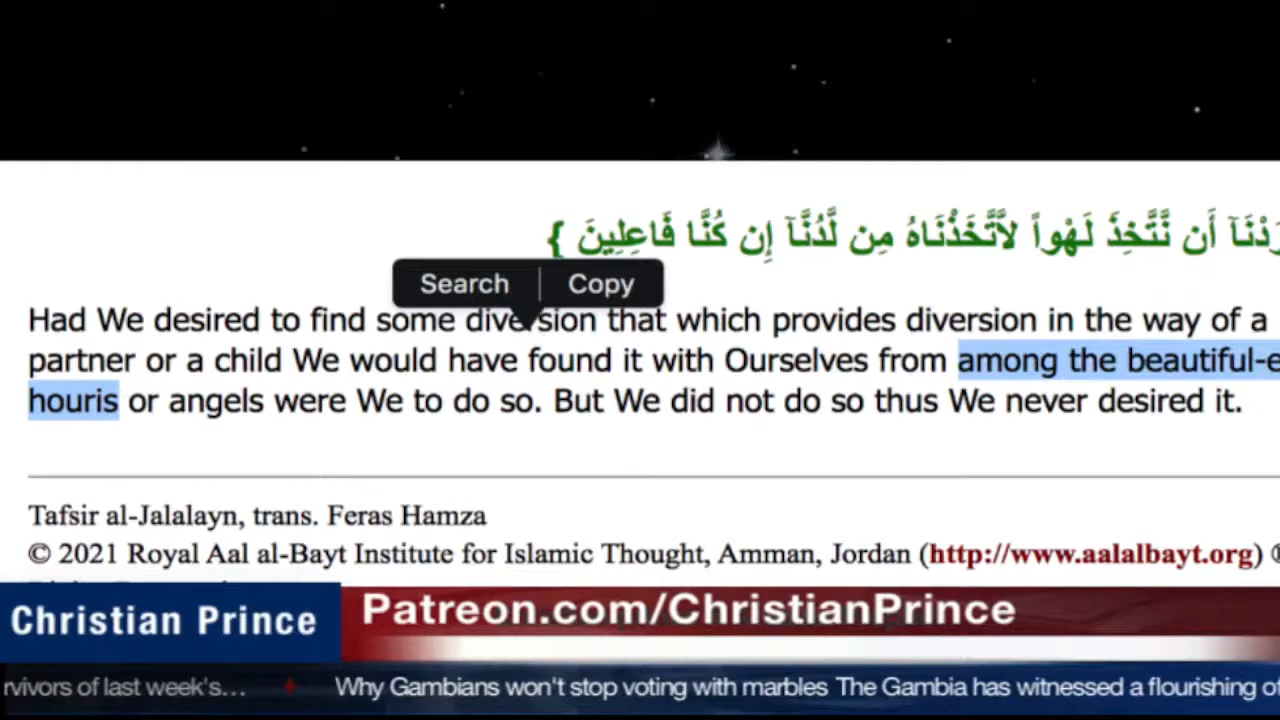 أَن نَّتَّخِذَ لَهْواً لاَّتَّخَذْنَاهُ مِن لَّدُنَّآ إِن كُنَّا فَاعِلِينَ }
Search Copy
Had We desired to find some diversion that which provides diversion in the way of a
partner or a child We would have found it with Ourselves from among the beautiful-e
houris or angels were We to do so. But We did not do so thus We never desired it.
Tafsir al-Jalalayn, trans. Feras Hamza
© 2021 Royal Aal al-Bayt Institute for Islamic Thought, Amman, Jordan (http://www.aalalbayt.org) ©
Christian Prince
Patreon.com/ChristianPrince
rvivors of last week's... Why Gambians won't stop voting with marbles The Gambia has witnessed a flourishing of